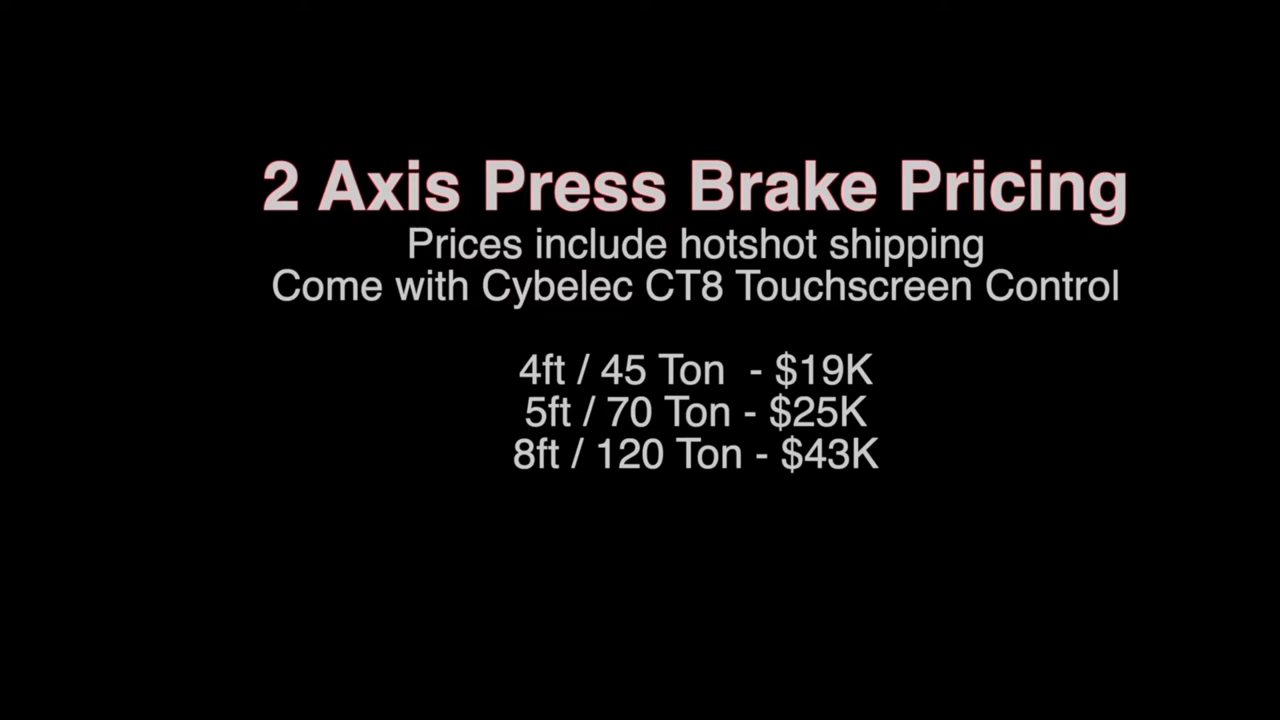 2 Axis Press Brake Pricing
Prices include hotshot shipping
Come with Cybelec CT8 Touchscreen Control
4ft / 45 Ton  - $19K
5ft / 70 Ton - $25K
8ft / 120 Ton - $43K